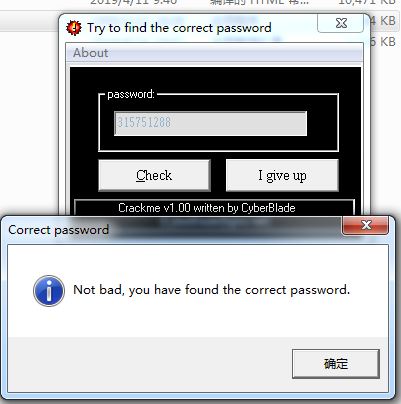 2019/4/11 9:46 编译的 HTML 帮... 10,471 KB
4 KB
6 KB
Try to find the correct password
About
password:
315751288
Check
I give up
Crackme v1.00 written by CyberBlade
Correct password
Not bad, you have found the correct password.
确定